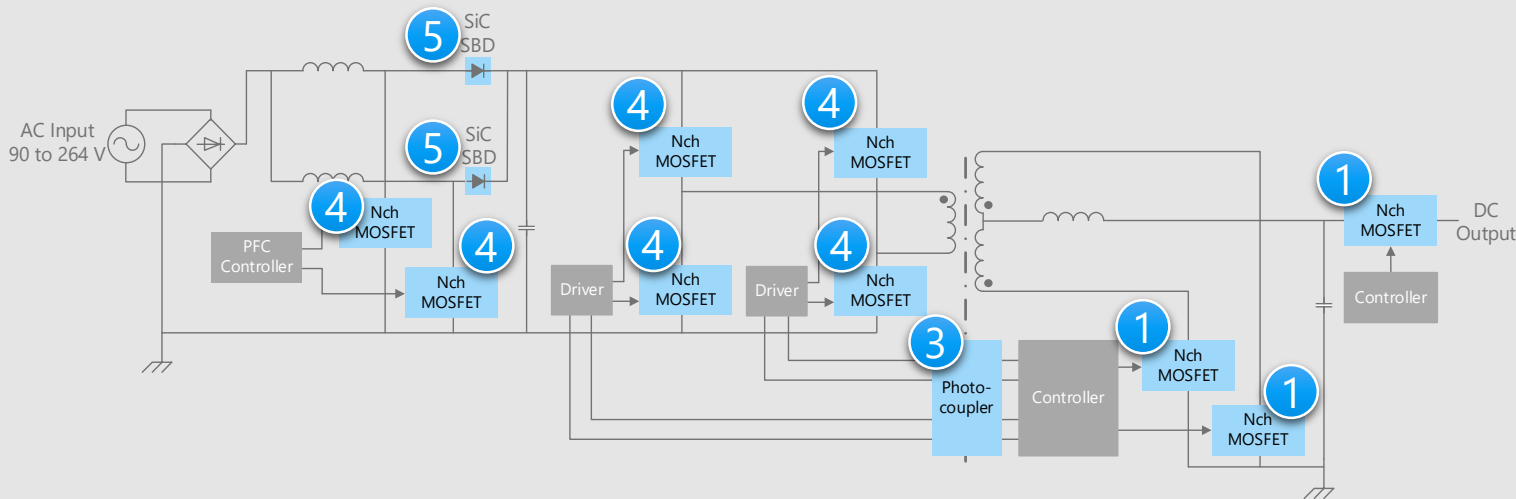 5
SiC
SBD
4
4
AC Input
90 to 264 V
5
SiC
SBD
Nch
MOSFET
Nch
MOSFET
1
4
Nch
MOSFET
4
Nch
MOSFET
DC
Output
PFC
Controller
4
4
Nch
MOSFET
Nch
MOSFET
Nch
MOSFET
Driver
Driver
Controller
3
1
Nch
MOSFET
Photo-
coupler
Controller
1
Nch
MOSFET